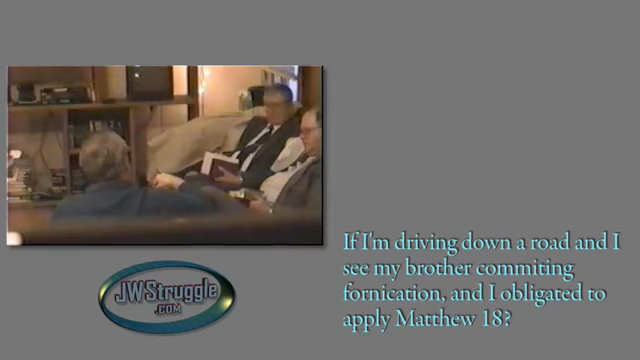 If I'm driving down a road and I
see my brother commiting
fornication, and I obligated to
apply Matthew 18?
JWStruggle
.COM